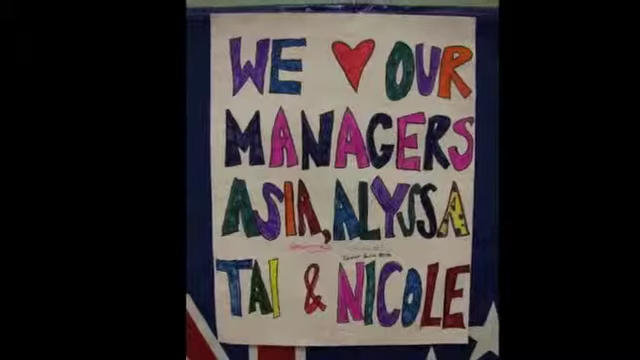 WE ♥ OUR
MANAGERS
ASIA, ALYSSA
TAI & NICOLE